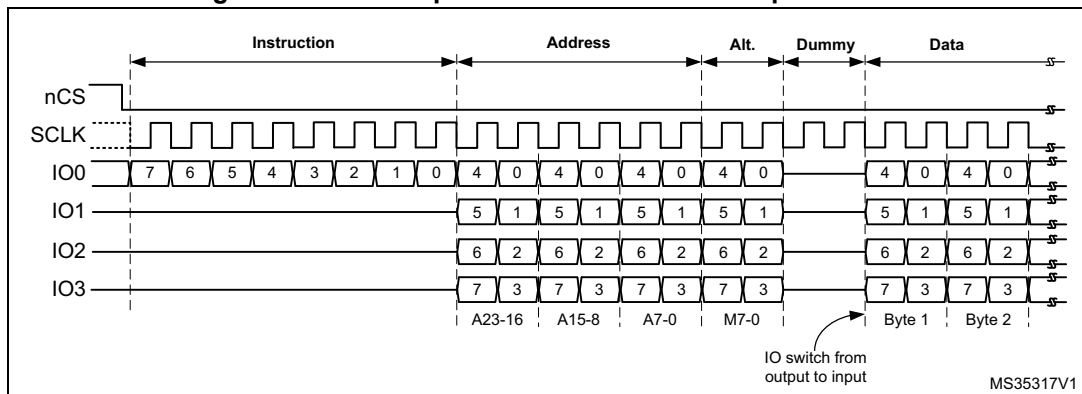 Instruction Address Alt. Dummy Data
nCS
SCLK
IO0 7 6 5 4 3 2 1 0 4 0 4 0 4 0 4 0 4 0 4 0
IO1 5 1 5 1 5 1 5 1 5 1 5 1
IO2 6 2 6 2 6 2 6 2 6 2 6 2
IO3 7 3 7 3 7 3 7 3 7 3 7 3
A23-16 A15-8 A7-0 M7-0 Byte 1 Byte 2
IO switch from
output to input
MS35317V1